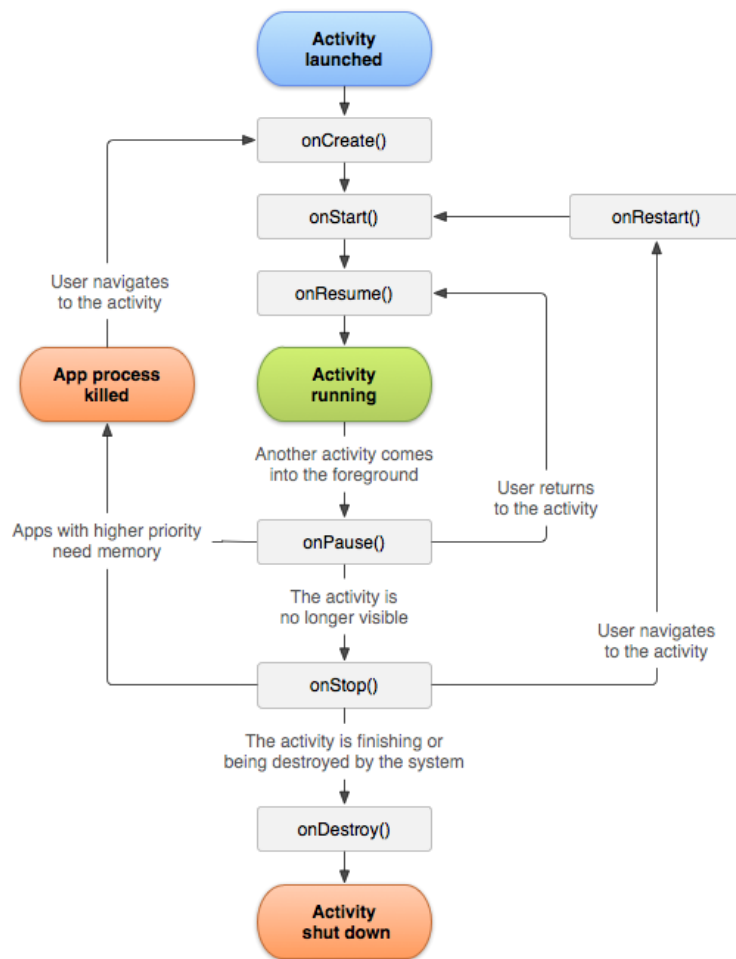 Activity
launched
onCreate()
onStart()
onRestart()
onResume()
User navigates
to the activity
App process
killed
Activity
running
Another activity comes
into the foreground
User returns
to the activity
Apps with higher priority
need memory
onPause()
The activity is
no longer visible
User navigates
to the activity
onStop()
The activity is finishing or
being destroyed by the system
onDestroy()
Activity
shut down